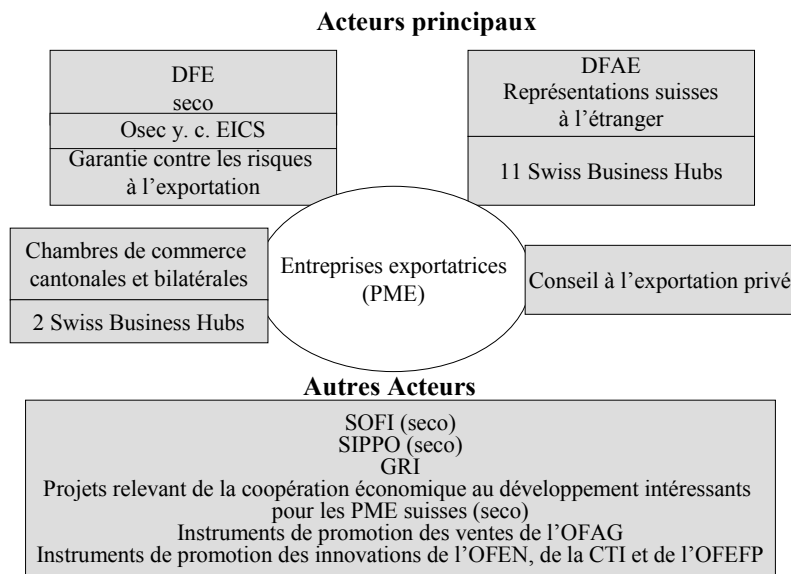 Acteurs principaux
DFE
seco
Osec y. c. EICS
Garantie contre les risques
à l’exportation
DFAE
Représentations suisses
à l’étranger
11 Swiss Business Hubs
Chambres de commerce
cantonales et bilatérales
2 Swiss Business Hubs
Entreprises exportatrices
(PME)
Conseil à l’exportation privé
Autres Acteurs
SOFI (seco)
SIPPO (seco)
GRI
Projets relevant de la coopération économique au développement intéressants
pour les PME suisses (seco)
Instruments de promotion des ventes de l’OFAG
Instruments de promotion des innovations de l’OFEN, de la CTI et de l’OFEFP